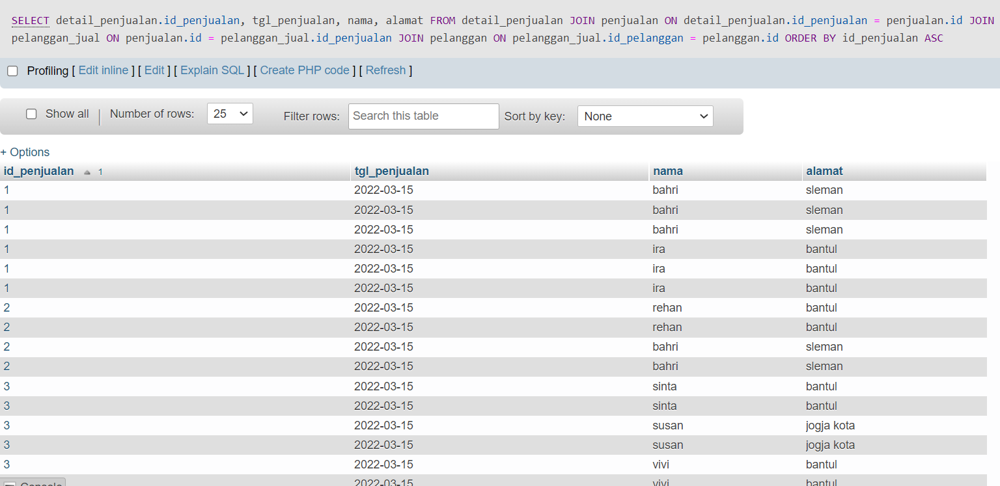 SELECT detail_penjualan.id_penjualan, tgl_penjualan, nama, alamat FROM detail_penjualan JOIN penjualan ON detail_penjualan.id_penjualan = penjualan.id JOIN
pelanggan_jual ON penjualan.id = pelanggan_jual.id_penjualan JOIN pelanggan ON pelanggan_jual.id_pelanggan = pelanggan.id ORDER BY id_penjualan ASC
Profiling [ Edit inline ] [ Edit ] [ Explain SQL ] [ Create PHP code ] [ Refresh ]
Show all | Number of rows: 25 Filter rows: Search this table Sort by key: None
+ Options
id_penjualan 1 tgl_penjualan nama alamat
1 2022-03-15 bahri sleman
1 2022-03-15 bahri sleman
1 2022-03-15 bahri sleman
1 2022-03-15 ira bantul
1 2022-03-15 ira bantul
1 2022-03-15 ira bantul
2 2022-03-15 rehan bantul
2 2022-03-15 rehan bantul
2 2022-03-15 bahri sleman
2 2022-03-15 bahri sleman
3 2022-03-15 sinta bantul
3 2022-03-15 sinta bantul
3 2022-03-15 susan jogja kota
3 2022-03-15 susan jogja kota
3 2022-03-15 vivi bantul
Console 2022-03-15 vivi bantul